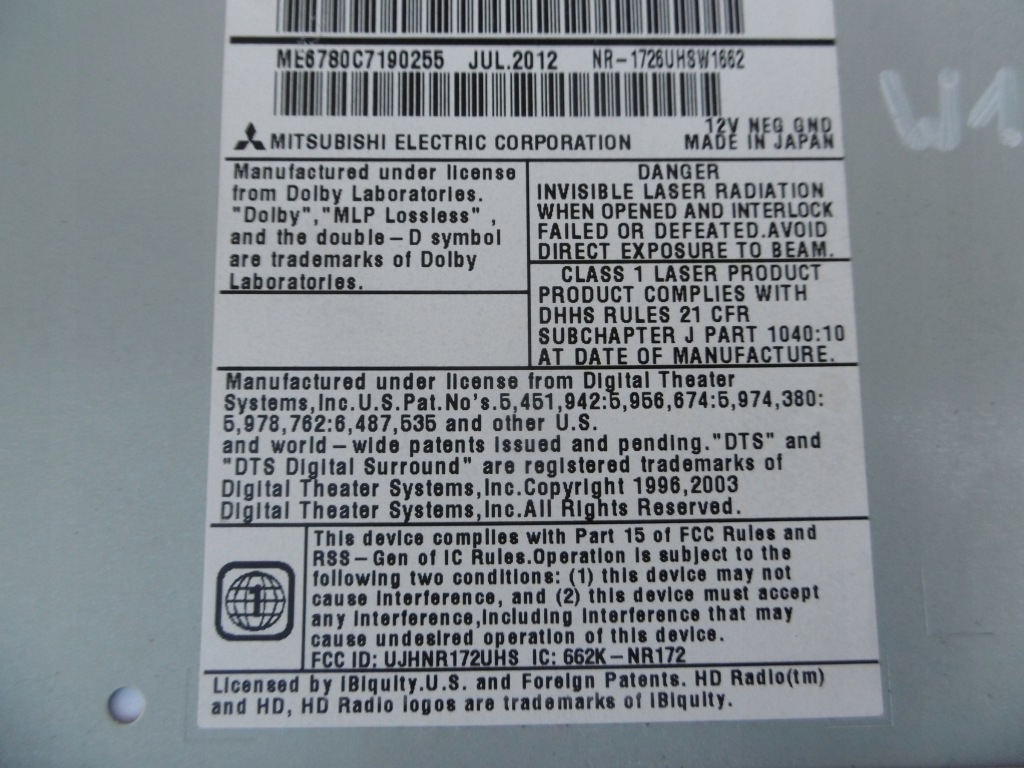 ME6780C7190255 JUL.2012 NR-1726UHSW1662
MITSUBISHI ELECTRIC CORPORATION
12V NEG GND
MADE IN JAPAN
Manufactured under license
from Dolby Laboratories.
"Dolby","MLP Lossless" ,
and the double-D symbol
are trademarks of Dolby
Laboratories.
DANGER
INVISIBLE LASER RADIATION
WHEN OPENED AND INTERLOCK
FAILED OR DEFEATED.AVOID
DIRECT EXPOSURE TO BEAM.
CLASS 1 LASER PRODUCT
PRODUCT COMPLIES WITH
DHHS RULES 21 CFR
SUBCHAPTER J PART 1040:10
AT DATE OF MANUFACTURE.
Manufactured under license from Digital Theater
Systems,Inc.U.S.Pat.No's.5,451,942:5,956,674:5,974,380:
5,978,762:6,487,535 and other U.S.
and world-wide patents issued and pending."DTS" and
"DTS Digital Surround" are registered trademarks of
Digital Theater Systems,Inc.Copyright 1996,2003
Digital Theater Systems,Inc.All Rights Reserved.
1
This device complies with Part 15 of FCC Rules and
RSS-Gen of IC Rules.Operation is subject to the
following two conditions: (1) this device may not
cause interference, and (2) this device must accept
any interference,including interference that may
cause undesired operation of this device.
FCC ID: UJHNR172UHS IC: 662K-NR172
Licensed by iBiquity.U.S. and Foreign Patents. HD Radio(tm)
and HD, HD Radio logos are trademarks of iBiquity.